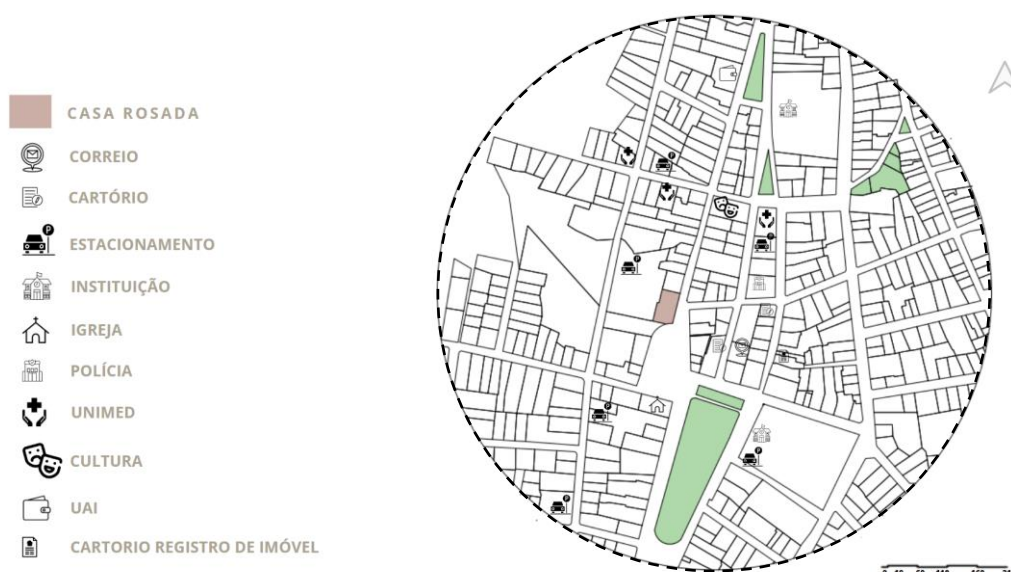 CASA ROSADA
CORREIO
CARTÓRIO
ESTACIONAMENTO
INSTITUIÇÃO
IGREJA
POLÍCIA
UNIMED
CULTURA
UAI
CARTORIO REGISTRO DE IMÓVEL